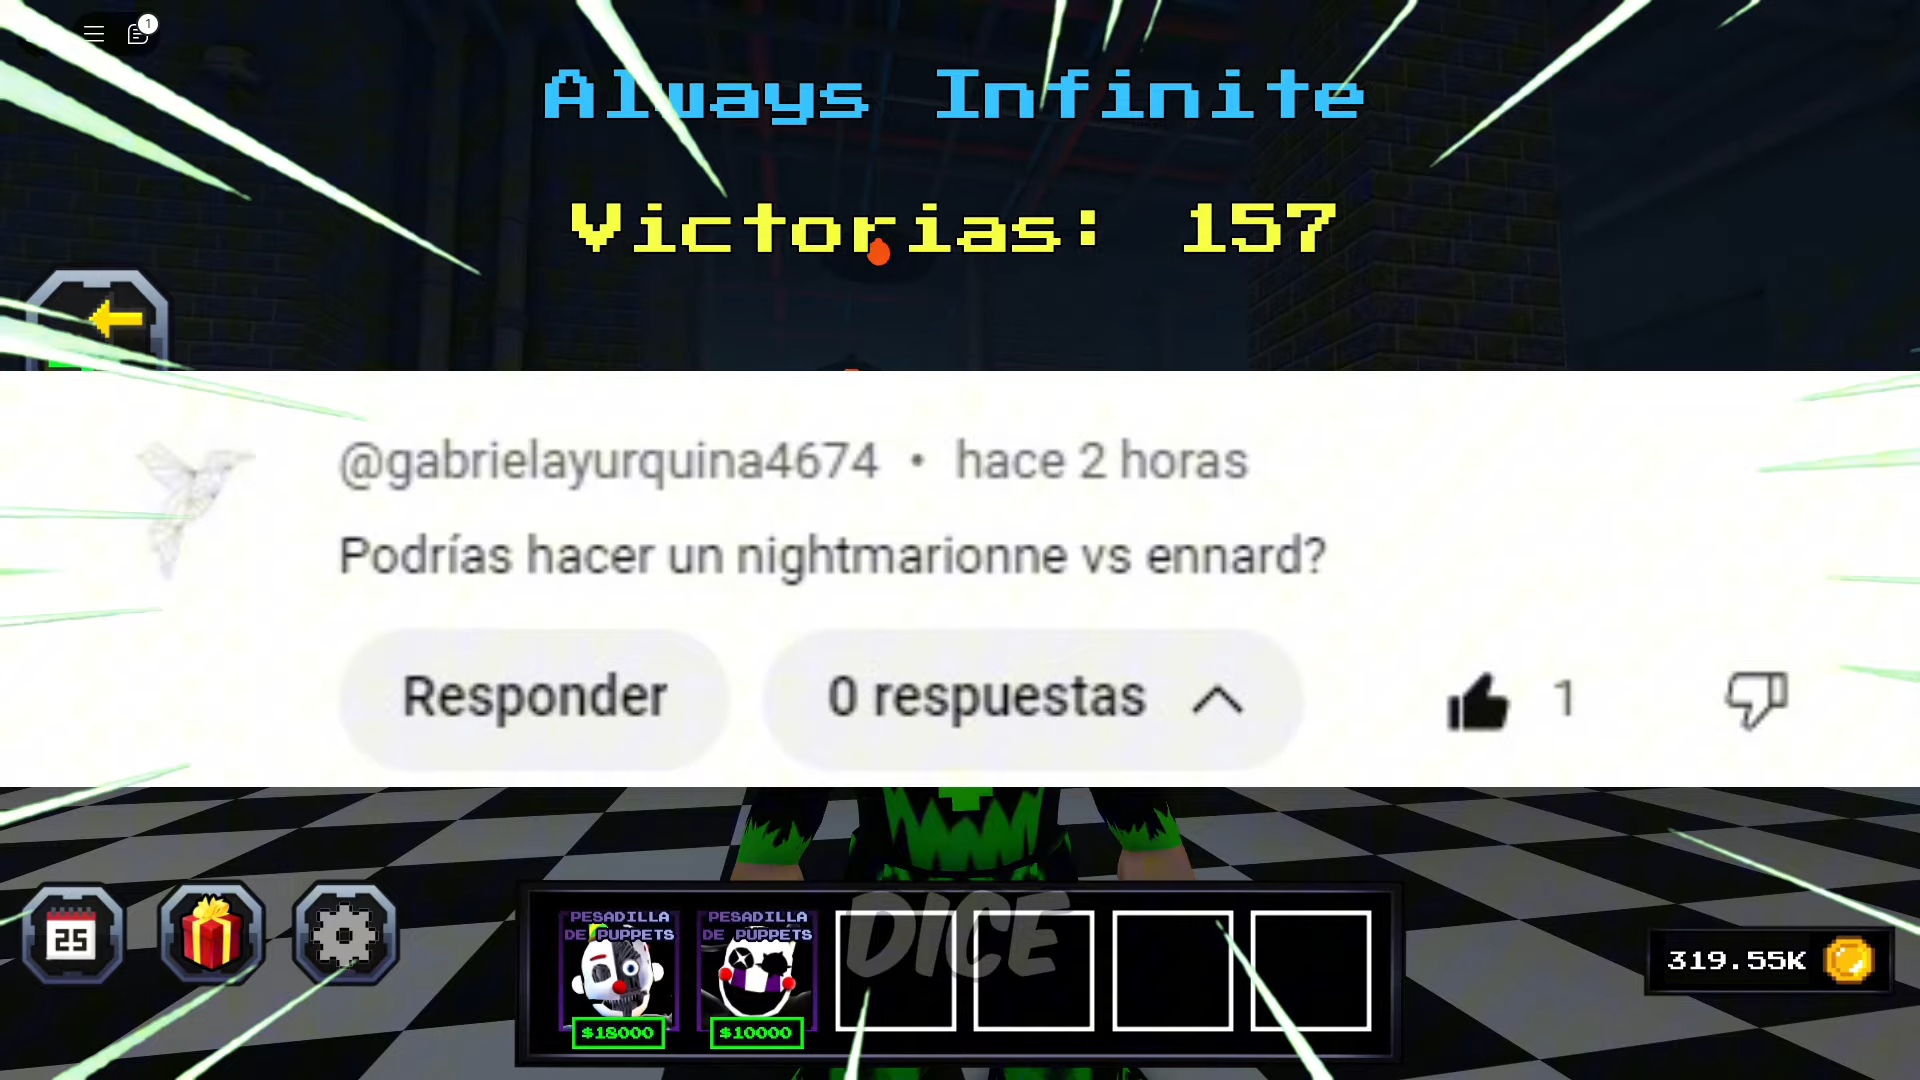 1
Always Infinite
Victorias: 157
@gabrielayurquina4674 • hace 2 horas
Podrías hacer un nightmarionne vs ennard?
Responder
0 respuestas
1
DICE
25
PESADILLA
DE PUPPETS
$18000
PESADILLA
DE PUPPETS
$10000
319.55K